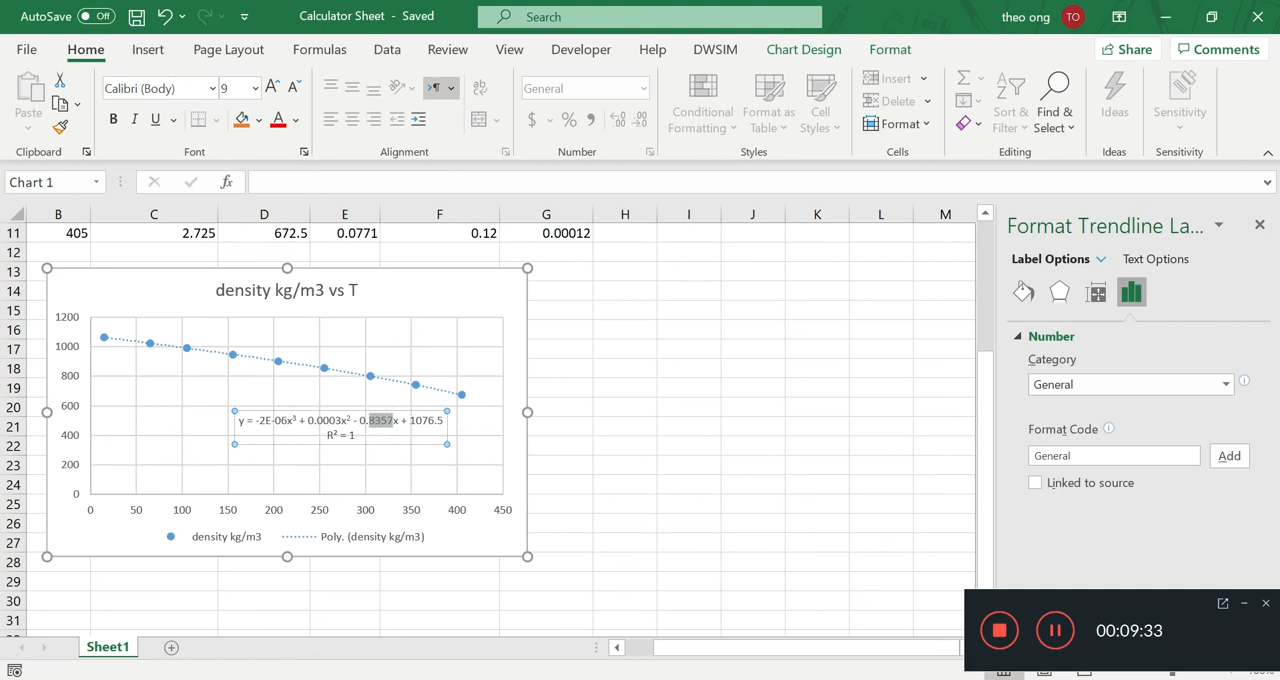 AutoSave Off Calculator Sheet - Saved Search theo ong TO
File Home Insert Page Layout Formulas Data Review View Developer Help DWSIM Chart Design Format Share Comments
Paste Calibri (Body) 9 General Conditional Formatting Format as Table Cell Styles Insert Delete Format Sort & Filter Find & Select Ideas Sensitivity
Clipboard Font Alignment Number Styles Cells Editing Ideas Sensitivity
Chart 1 fx
B C D E F G H I J K L M
11 405 2.725 672.5 0.0771 0.12 0.00012
12
13
14
15
16
17
18
19
20
21
22
23
24
25
26
27
28
29
30
31
density kg/m3 vs T
1200
1000
800
600
400
200
0
y = -2E-06x³ + 0.0003x² - 0.8357x + 1076.5
R² = 1
0 50 100 150 200 250 300 350 400 450
density kg/m3 Poly. (density kg/m3)
Format Trendline La...
Label Options Text Options
Number
Category
General
Format Code
General Add
Linked to source
00:09:33
Sheet1